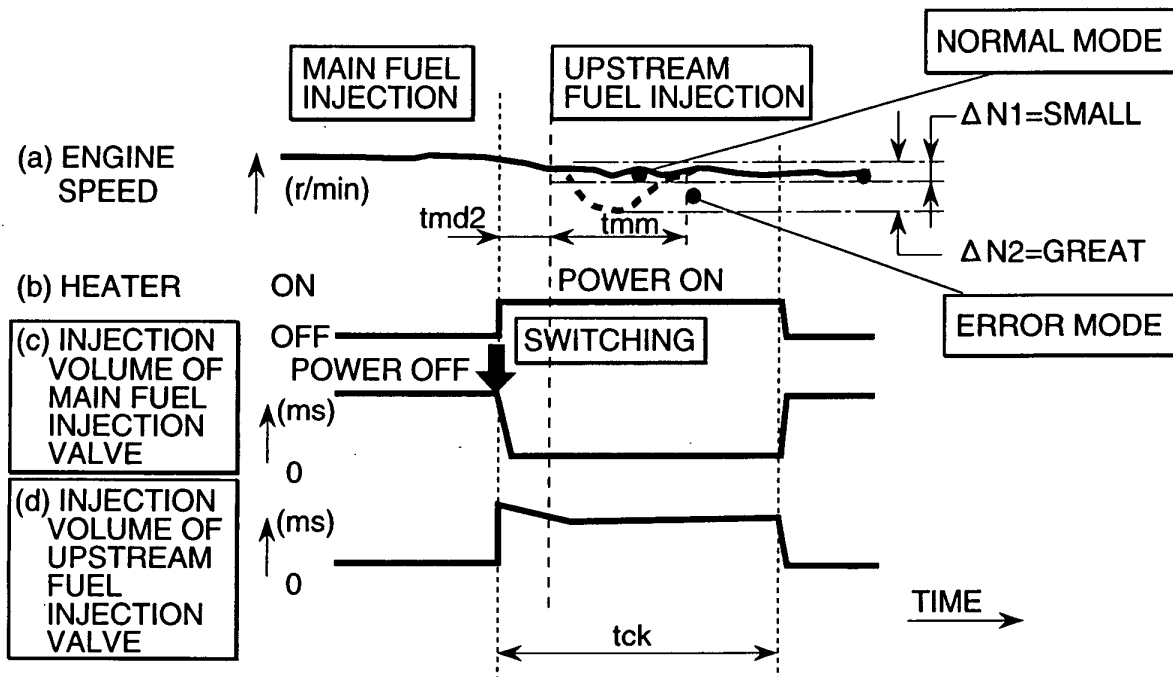 NORMAL MODE
MAIN FUEL
INJECTION
UPSTREAM
FUEL INJECTION
Δ N1=SMALL
(a) ENGINE
SPEED
(r/min)
tmd2
tmm
Δ N2=GREAT
(b) HEATER
ON
POWER ON
ERROR MODE
OFF
SWITCHING
POWER OFF
(c) INJECTION
VOLUME OF
MAIN FUEL
INJECTION
VALVE
(ms)
0
(d) INJECTION
VOLUME OF
UPSTREAM
FUEL
INJECTION
VALVE
(ms)
0
TIME
tck